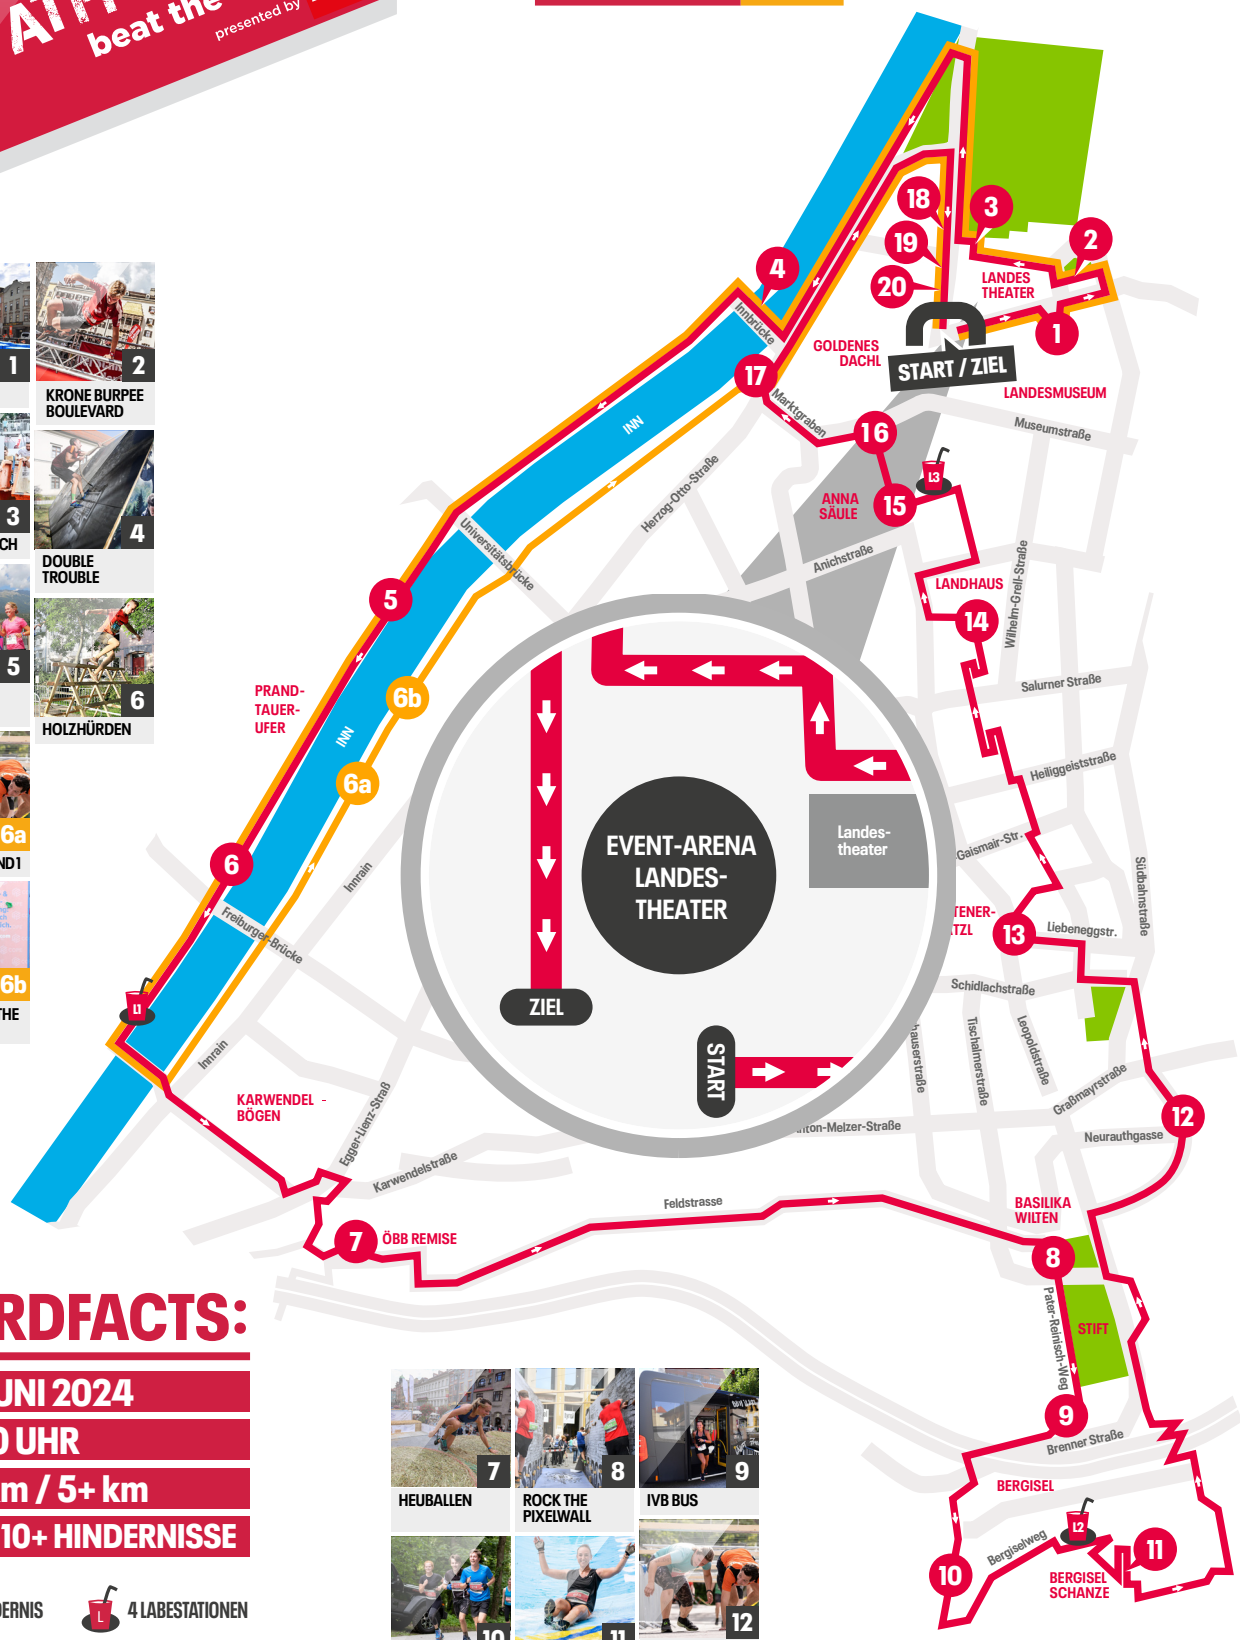 beat the
presented by
1
2
KRONE BURPEE
BOULEVARD
3
CH
4
DOUBLE
TROUBLE
5
6
HOLZHÜRDEN
6a
ND1
6b
THE
18
3
19
2
20
LANDES
THEATER
4
1
Innbrücke
GOLDENES
DACHL
START / ZIEL
17
LANDESMUSEUM
Marktgraben
INN
16
Museumstraße
L3
Herzog-Otto-Straße
ANNA
SÄULE
15
Universitätsbrücke
Anichstraße
LANDHAUS
Wilhelm-Greil-Straße
5
14
PRAND-
TAUER-
UFER
6b
Salurner Straße
INN
6a
Heiliggeiststraße
Landes-
theater
EVENT-ARENA
LANDES-
THEATER
Gaismair-Str.
6
Innrain
Südbahnstraße
Freiburger-Brücke
TENER-
TZL
13
Liebeneggstr.
ZIEL
Schidlachstraße
L1
START
hauserstraße
Tischalmerstraße
Leopoldstraße
Innrain
Graßmayrstraße
KARWENDEL -
BÖGEN
Egger-Lienz-Straß
nton-Melzer-Straße
12
Neurauthgasse
Karwendelstraße
Feldstrasse
BASILIKA
WILTEN
7
ÖBB REMISE
8
Pater-Reinisch-Weg
STIFT
9
Brenner Straße
BERGISEL
L2
Bergiselweg
11
10
BERGISEL
SCHANZE
RDFACTS:
UNI 2024
0 UHR
m / 5+ km
10+ HINDERNISSE
DERNIS
L
4 LABESTATIONEN
7
HEUBALLEN
8
ROCK THE
PIXELWALL
9
IVB BUS
10
11
12